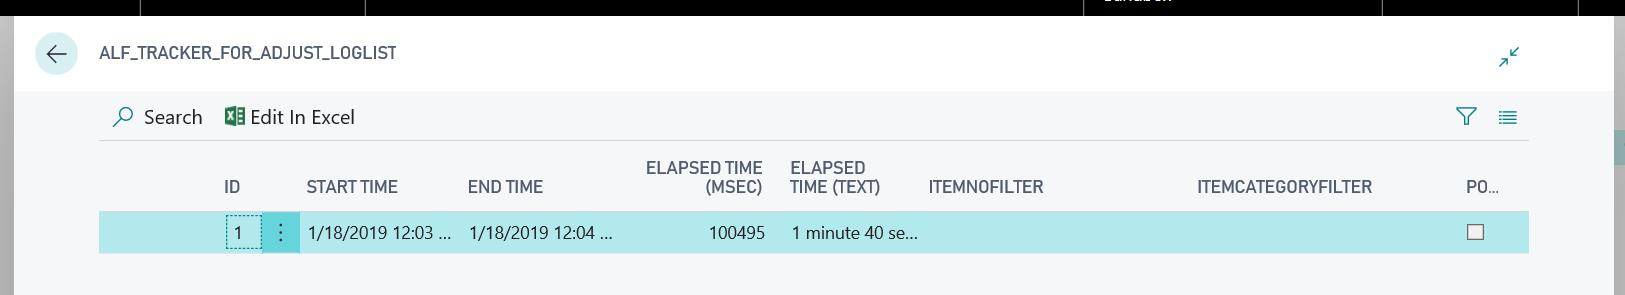 ALF_TRACKER_FOR_ADJUST_LOGLIST
Search Edit In Excel
ID START TIME END TIME ELAPSED TIME (MSEC) ELAPSED TIME (TEXT) ITEMNOFILTER ITEMCATEGORYFILTER PO...
1 1/18/2019 12:03 ... 1/18/2019 12:04 ... 100495 1 minute 40 se...